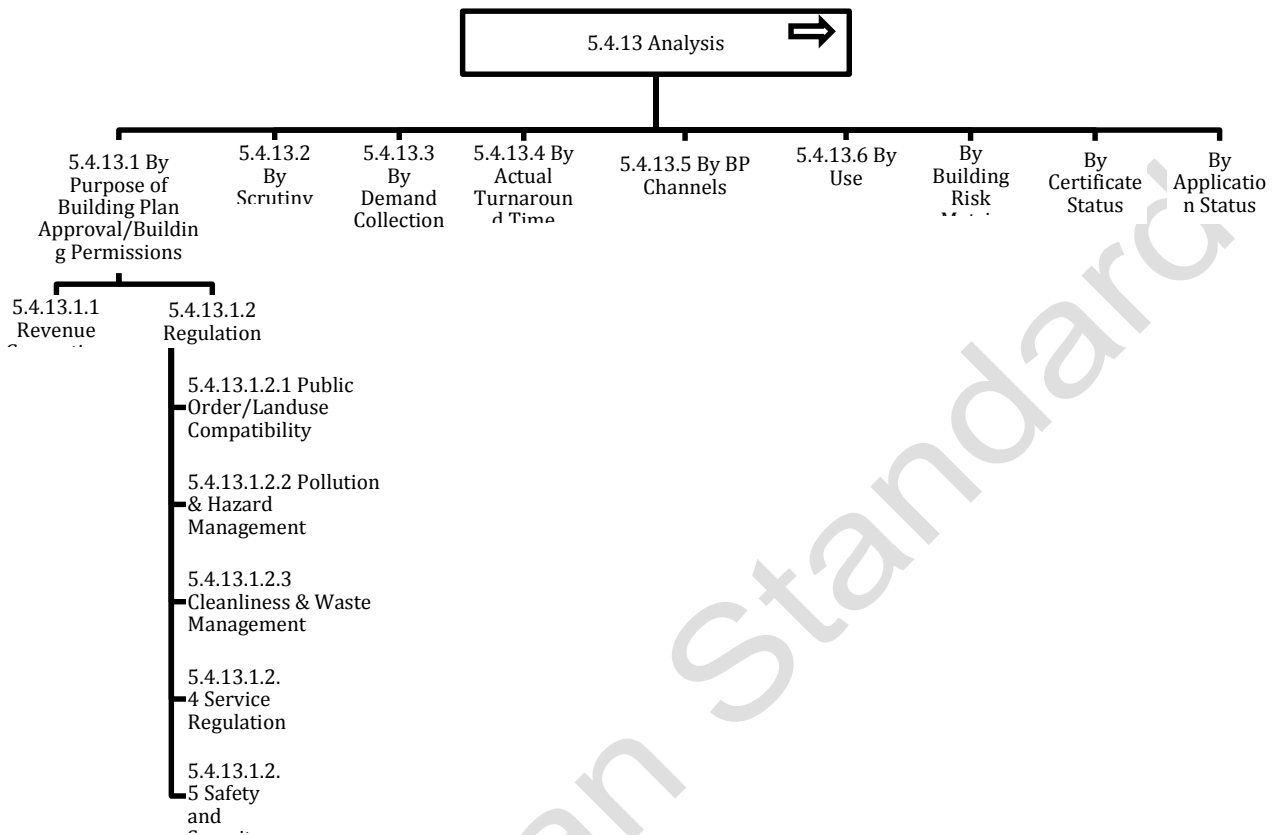 5.4.13 Analysis
5.4.13.1 By
Purpose of
Building Plan
Approval/Buildin
g Permissions
5.4.13.2
By
Scrutiny
5.4.13.3
By
Demand
Collection
5.4.13.4 By
Actual
Turnaroun
d Time
5.4.13.5 By BP
Channels
5.4.13.6 By
Use
By
Building
Risk
By
Certificate
Status
By
Applicatio
n Status
5.4.13.1.1
Revenue
5.4.13.1.2
Regulation
5.4.13.1.2.1 Public
Order/Landuse
Compatibility
5.4.13.1.2.2 Pollution
& Hazard
Management
5.4.13.1.2.3
Cleanliness & Waste
Management
5.4.13.1.2.
4 Service
Regulation
5.4.13.1.2.
5 Safety
and
Standard